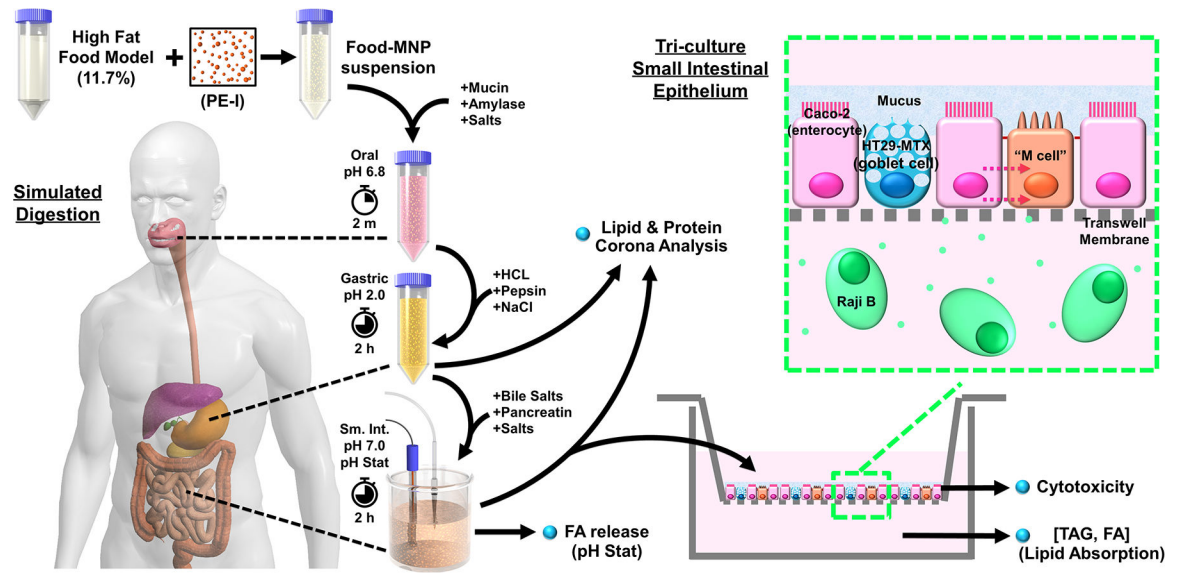 High Fat
Food Model
(11.7%)
+
(PE-I)
Food-MNP
suspension
+Mucin
+Amylase
+Salts
Simulated
Digestion
Oral
pH 6.8
2 m
+HCL
+Pepsin
+NaCl
Gastric
pH 2.0
2 h
+Bile Salts
+Pancreatin
+Salts
Sm. Int.
pH 7.0
pH Stat
2 h
Lipid & Protein
Corona Analysis
FA release
(pH Stat)
Tri-culture
Small Intestinal
Epithelium
Caco-2
(enterocyte)
Mucus
HT29-MTX
(goblet cell)
“M cell”
Transwell
Membrane
Raji B
Cytotoxicity
[TAG, FA]
(Lipid Absorption)